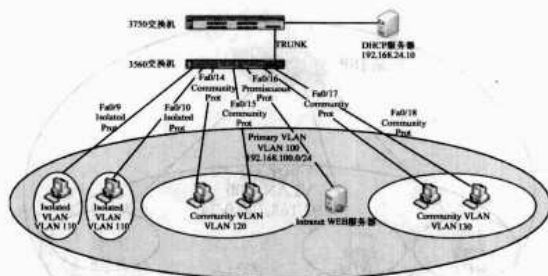 3750交换机
DHCP服务器
192.168.24.10
TRUNK
3560交换机
Fa0/9
Isolated
Prot
Fa0/10
Isolated
Prot
Fa0/14
Community
Prot
Fa0/15
Community
Prot
Fa0/16
Promiscuous
Prot
Fa0/17
Community
Prot
Fa0/18
Community
Prot
Primary VLAN
VLAN 100
192.168.100.0/24
Isolated
VLAN
VLAN 110
Isolated
VLAN
VLAN 110
Community VLAN
VLAN 120
Intranet WEB服务器
Community VLAN
VLAN 130